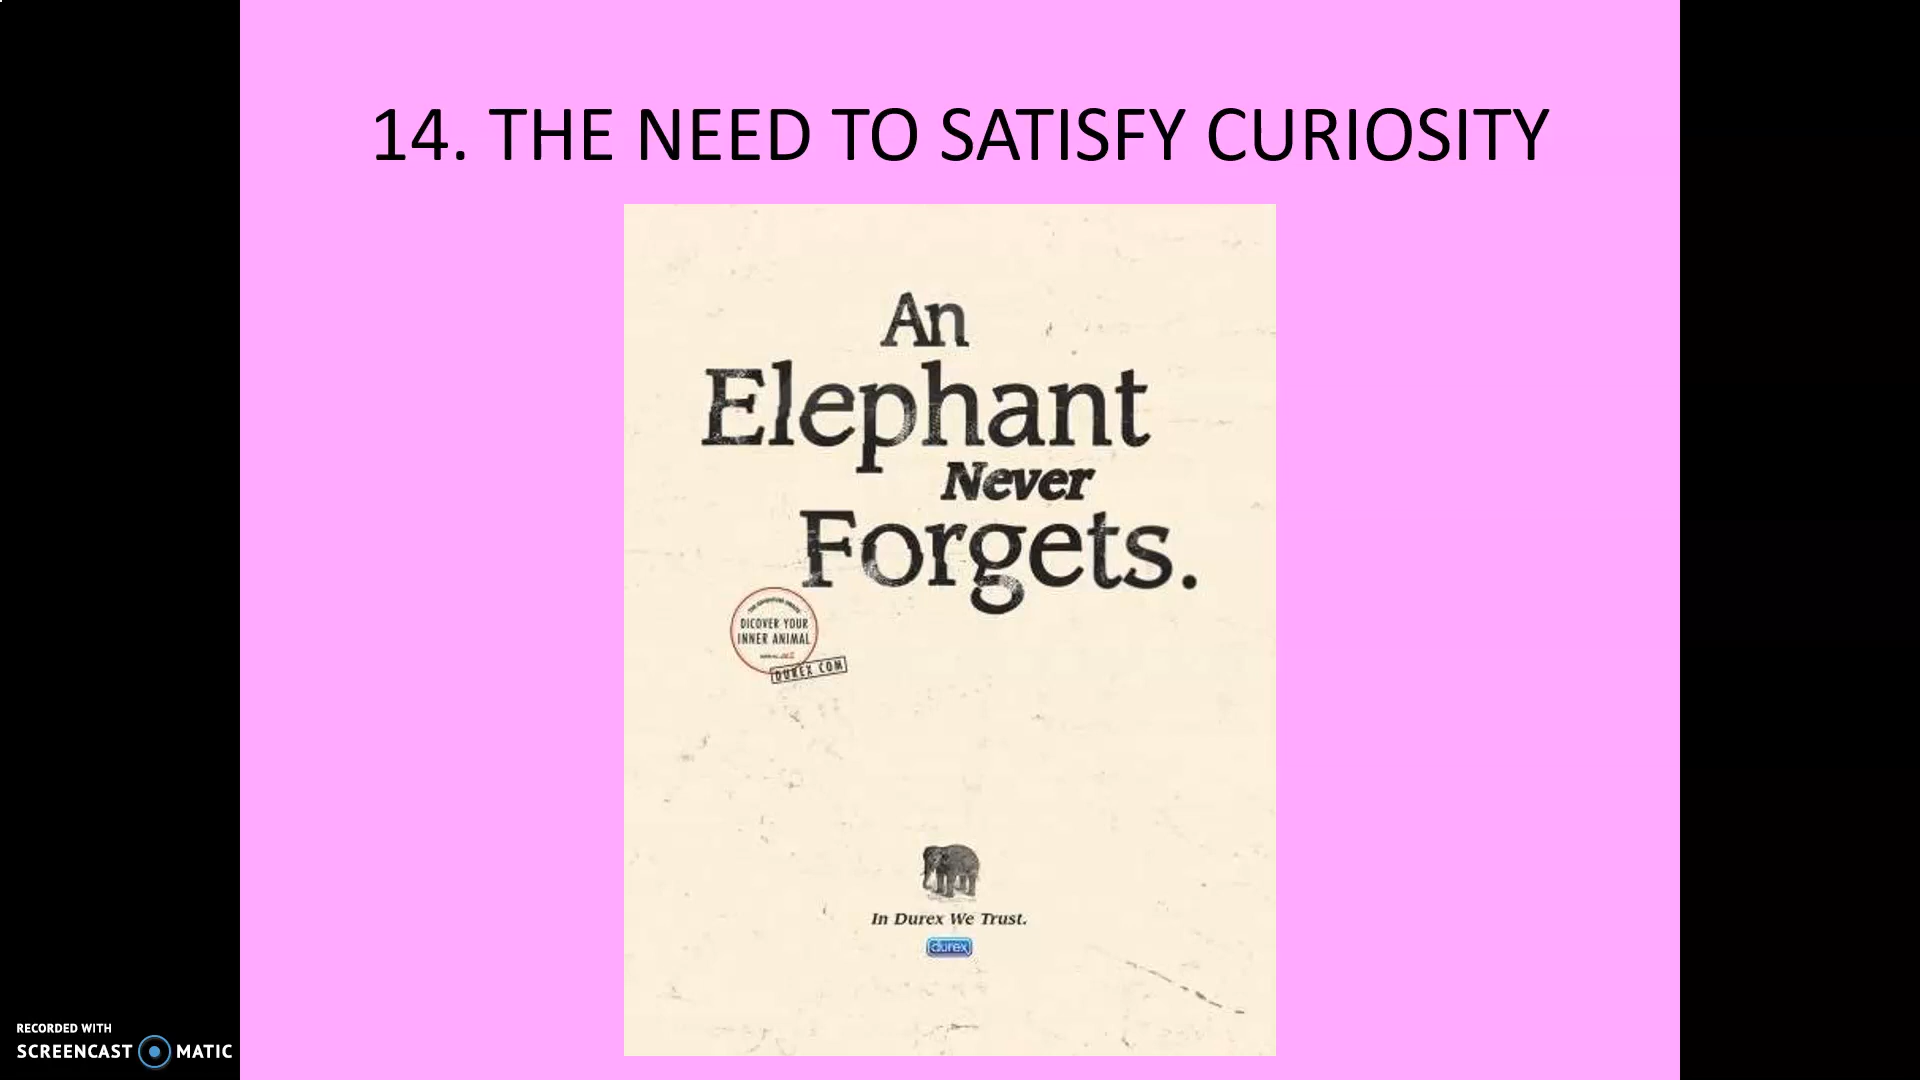 14. THE NEED TO SATISFY CURIOSITY
An
Elephant
Never
Forgets.
DICOVER YOUR
INNER ANIMAL
DUREX COM
In Durex We Trust.
durex
RECORDED WITH
SCREENCAST MATIC